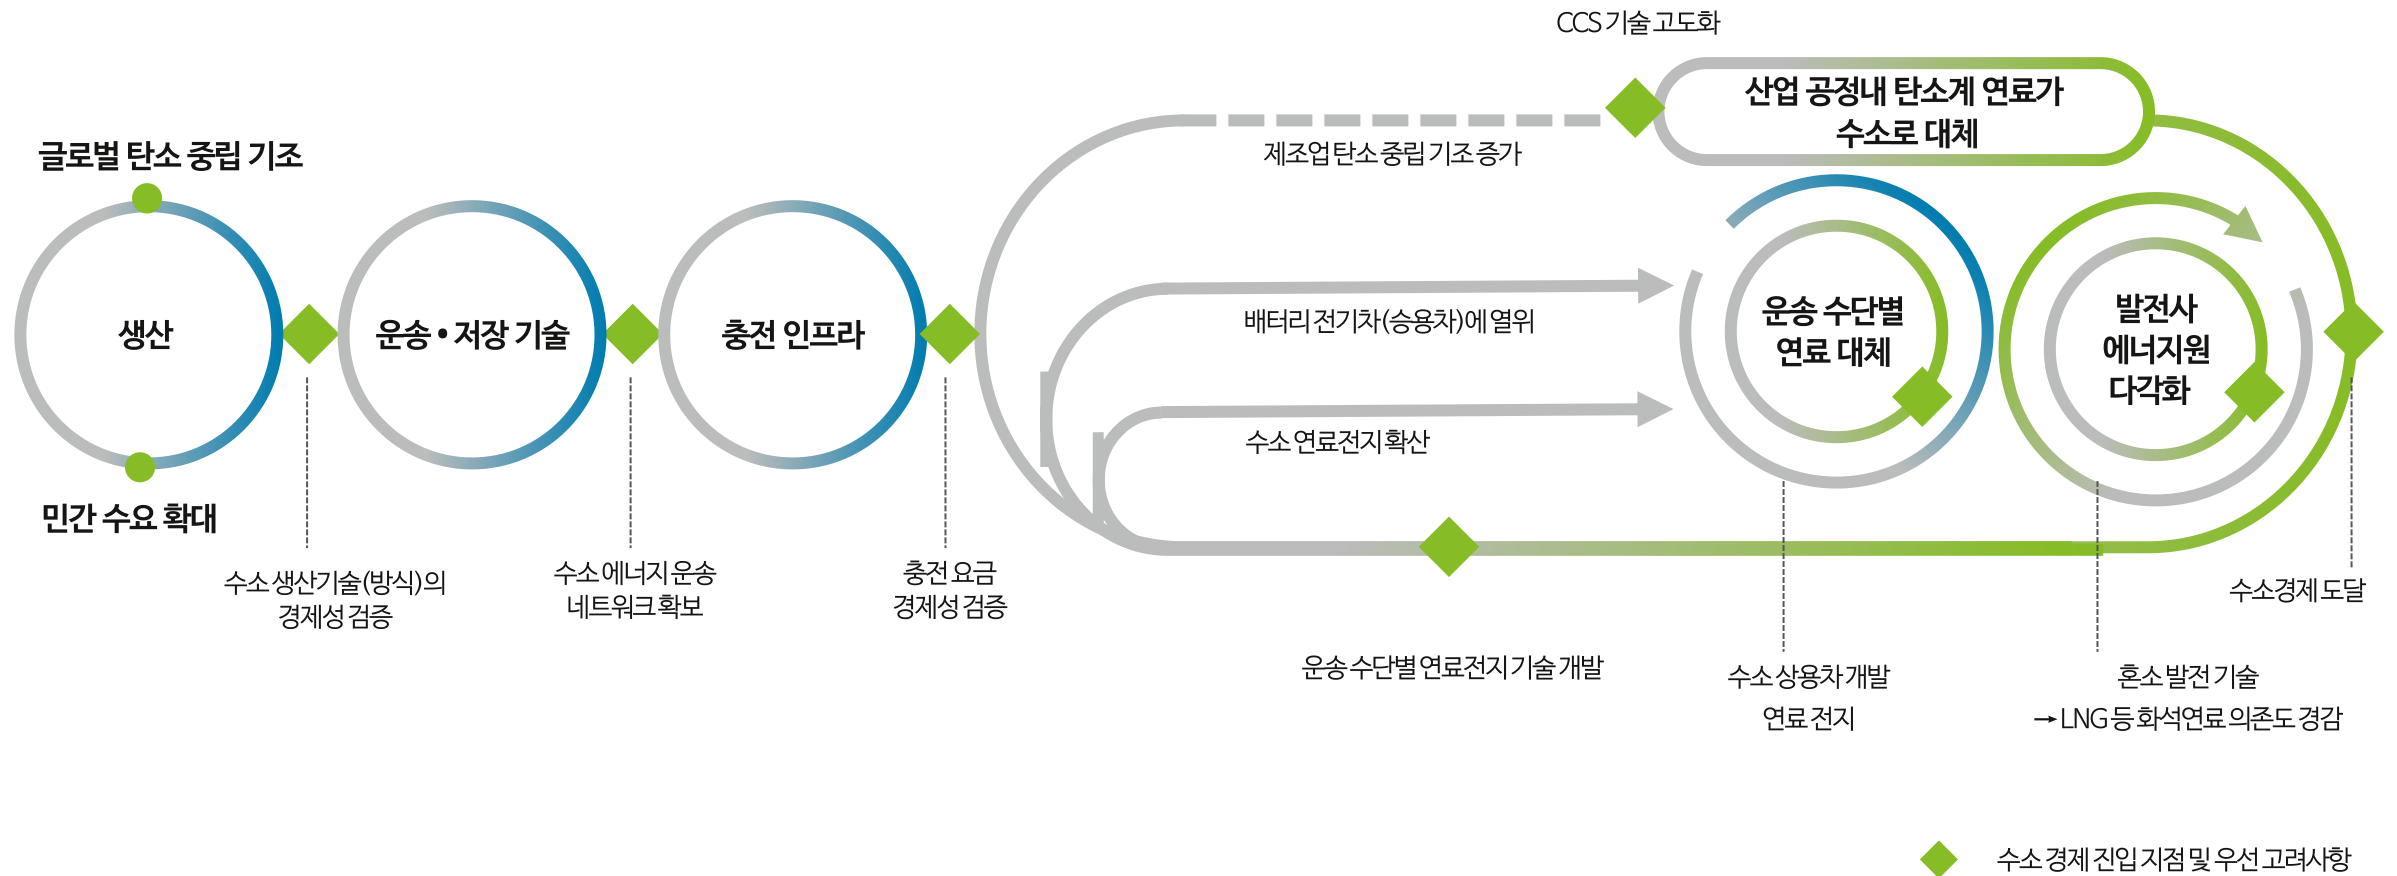 CCS 기술 고도화
산업 공정내 탄소계 연료가
수소로 대체
제조업 탄소 중립 기조 증가
글로벌 탄소 중립 기조
생산
운송 • 저장 기술
충전 인프라
배터리 전기차(승용차)에 열위
운송 수단별
연료 대체
발전사
에너지원
다각화
수소 연료전지 확산
민간 수요 확대
수소 생산기술(방식)의
경제성 검증
수소 에너지 운송
네트워크 확보
충전 요금
경제성 검증
수소경제 도달
운송 수단별 연료전지 기술 개발
수소 상용차 개발
연료 전지
혼소 발전 기술
→ LNG 등 화석연료 의존도 경감
수소 경제 진입 지점 및 우선 고려사항